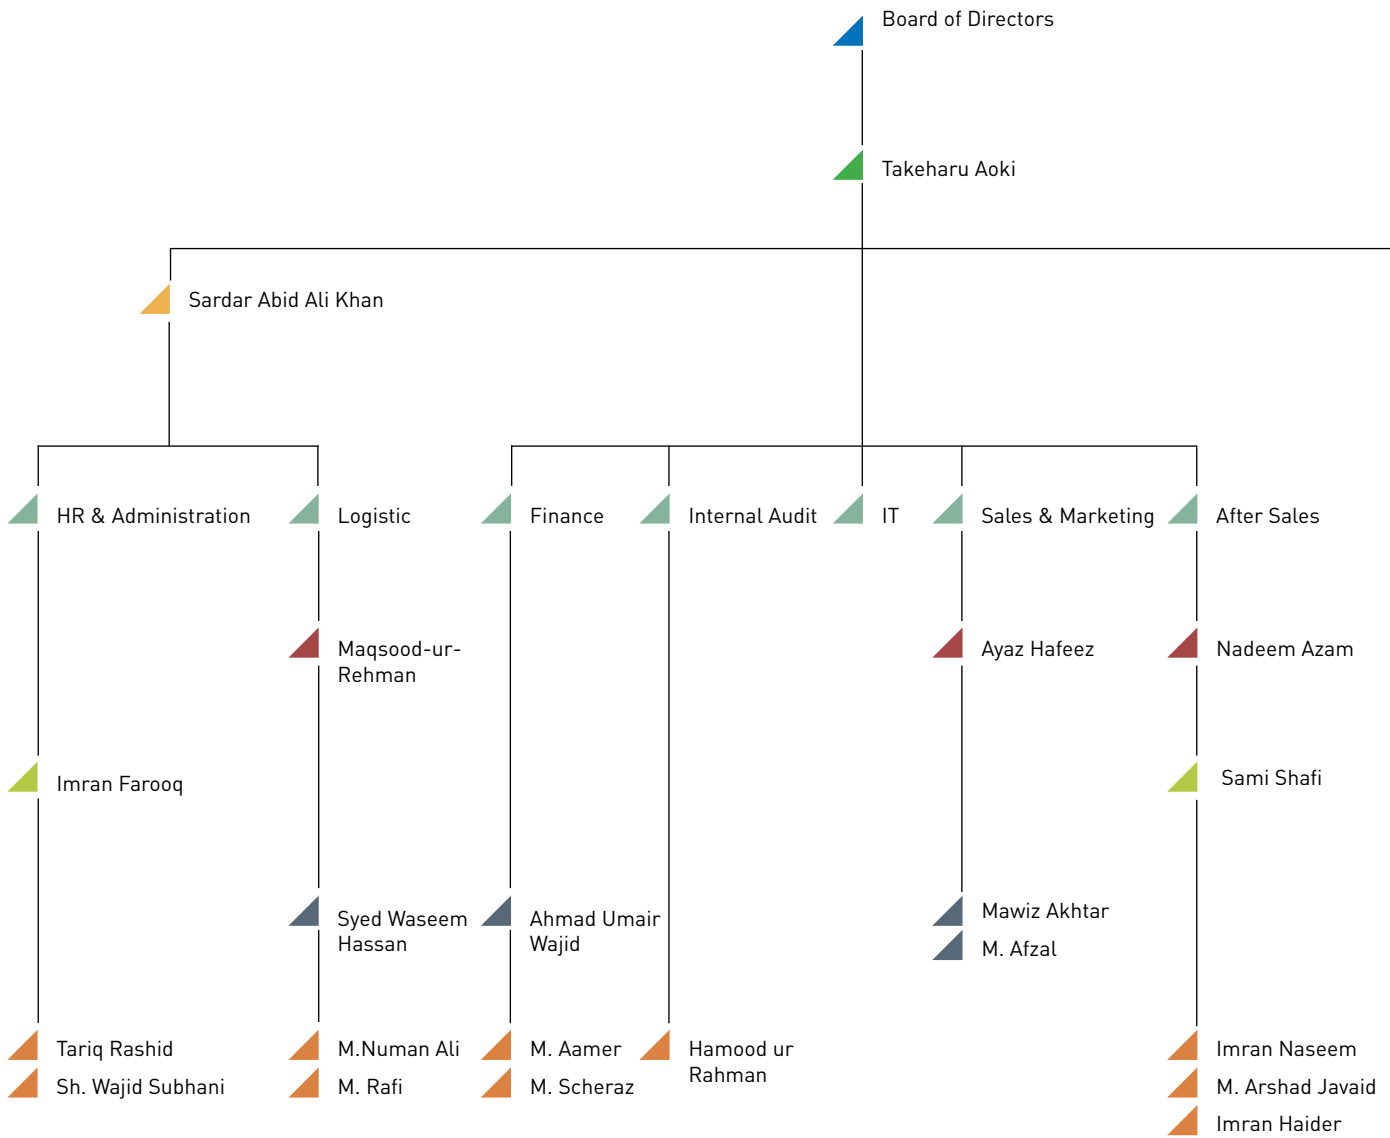 Board of Directors
Takeharu Aoki
Sardar Abid Ali Khan
HR & Administration
Logistic
Finance
Internal Audit
IT
Sales & Marketing
After Sales
Maqsood-ur-
Rehman
Ayaz Hafeez
Nadeem Azam
Imran Farooq
Sami Shafi
Syed Waseem
Hassan
Ahmad Umair
Wajid
Mawiz Akhtar
M. Afzal
Tariq Rashid
Sh. Wajid Subhani
M.Numan Ali
M. Rafi
M. Aamer
M. Scheraz
Hamood ur
Rahman
Imran Naseem
M. Arshad Javaid
Imran Haider